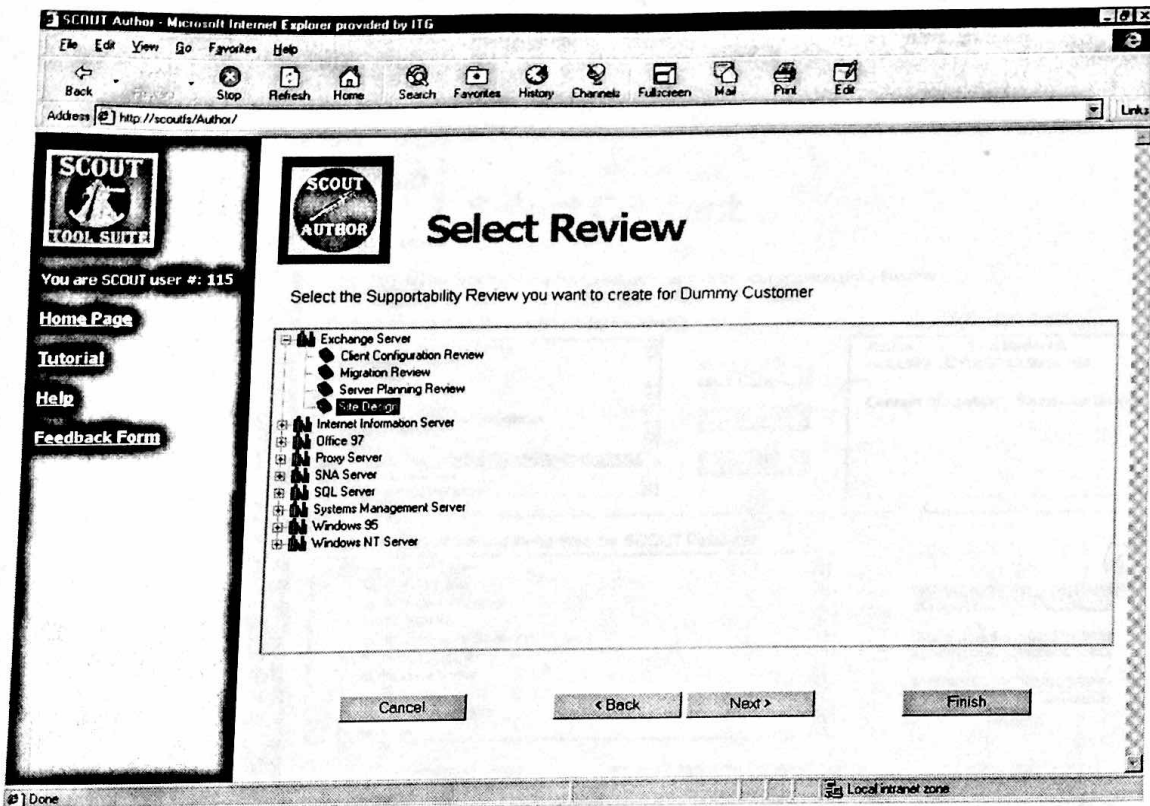 SCOUT Author - Microsoft Internet Explorer provided by ITG
File Edit View Go Favorites Help
Back Stop Refresh Home Search Favorites History Channels Fullscreen Mail Print Edit
Address http://scoutfs/Author/ Links
SCOUT
TOOL SUITE
You are SCOUT user #: 115
Home Page
Tutorial
Help
Feedback Form
SCOUT
AUTHOR
Select Review
Select the Supportability Review you want to create for Dummy Customer
Exchange Server
Client Configuration Review
Migration Review
Server Planning Review
Site Design
Internet Information Server
Office 97
Proxy Server
SNA Server
SQL Server
Systems Management Server
Windows 95
Windows NT Server
Cancel < Back Next > Finish
Done Local intranet zone